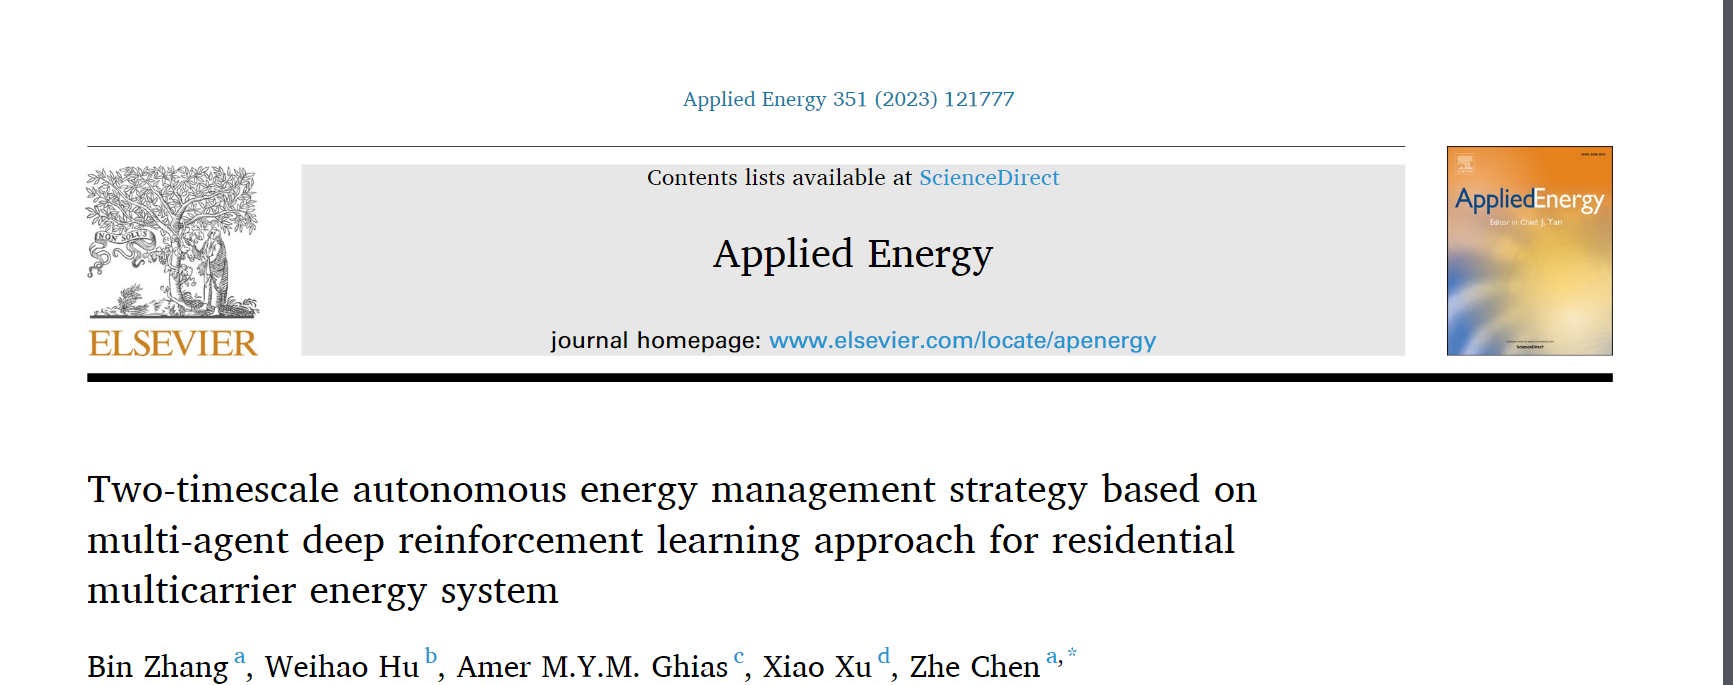 Applied Energy 351 (2023) 121777
Contents lists available at ScienceDirect
Applied Energy
journal homepage: www.elsevier.com/locate/apenergy
NON SOLUS
ELSEVIER
AppliedEnergy
Editor in Chief: J. Yan
ScienceDirect
Two-timescale autonomous energy management strategy based on
multi-agent deep reinforcement learning approach for residential
multicarrier energy system
Bin Zhang a, Weihao Hu b, Amer M.Y.M. Ghias c, Xiao Xu d, Zhe Chen a,*